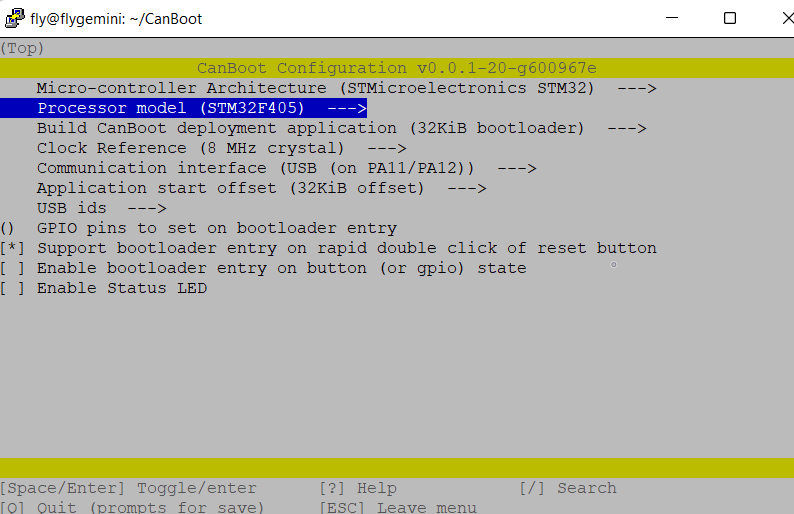 fly@flygemini: ~/CanBoot
(Top)
CanBoot Configuration v0.0.1-20-g600967e
Micro-controller Architecture (STMicroelectronics STM32)  --->
Processor model (STM32F405)  --->
Build CanBoot deployment application (32KiB bootloader)  --->
Clock Reference (8 MHz crystal)  --->
Communication interface (USB (on PA11/PA12))  --->
Application start offset (32KiB offset)  --->
USB ids  --->
()  GPIO pins to set on bootloader entry
[*] Support bootloader entry on rapid double click of reset button
[ ] Enable bootloader entry on button (or gpio) state
[ ] Enable Status LED
[Space/Enter] Toggle/enter      [?] Help            [/] Search
[Q] Quit (prompts for save)     [ESC] Leave menu